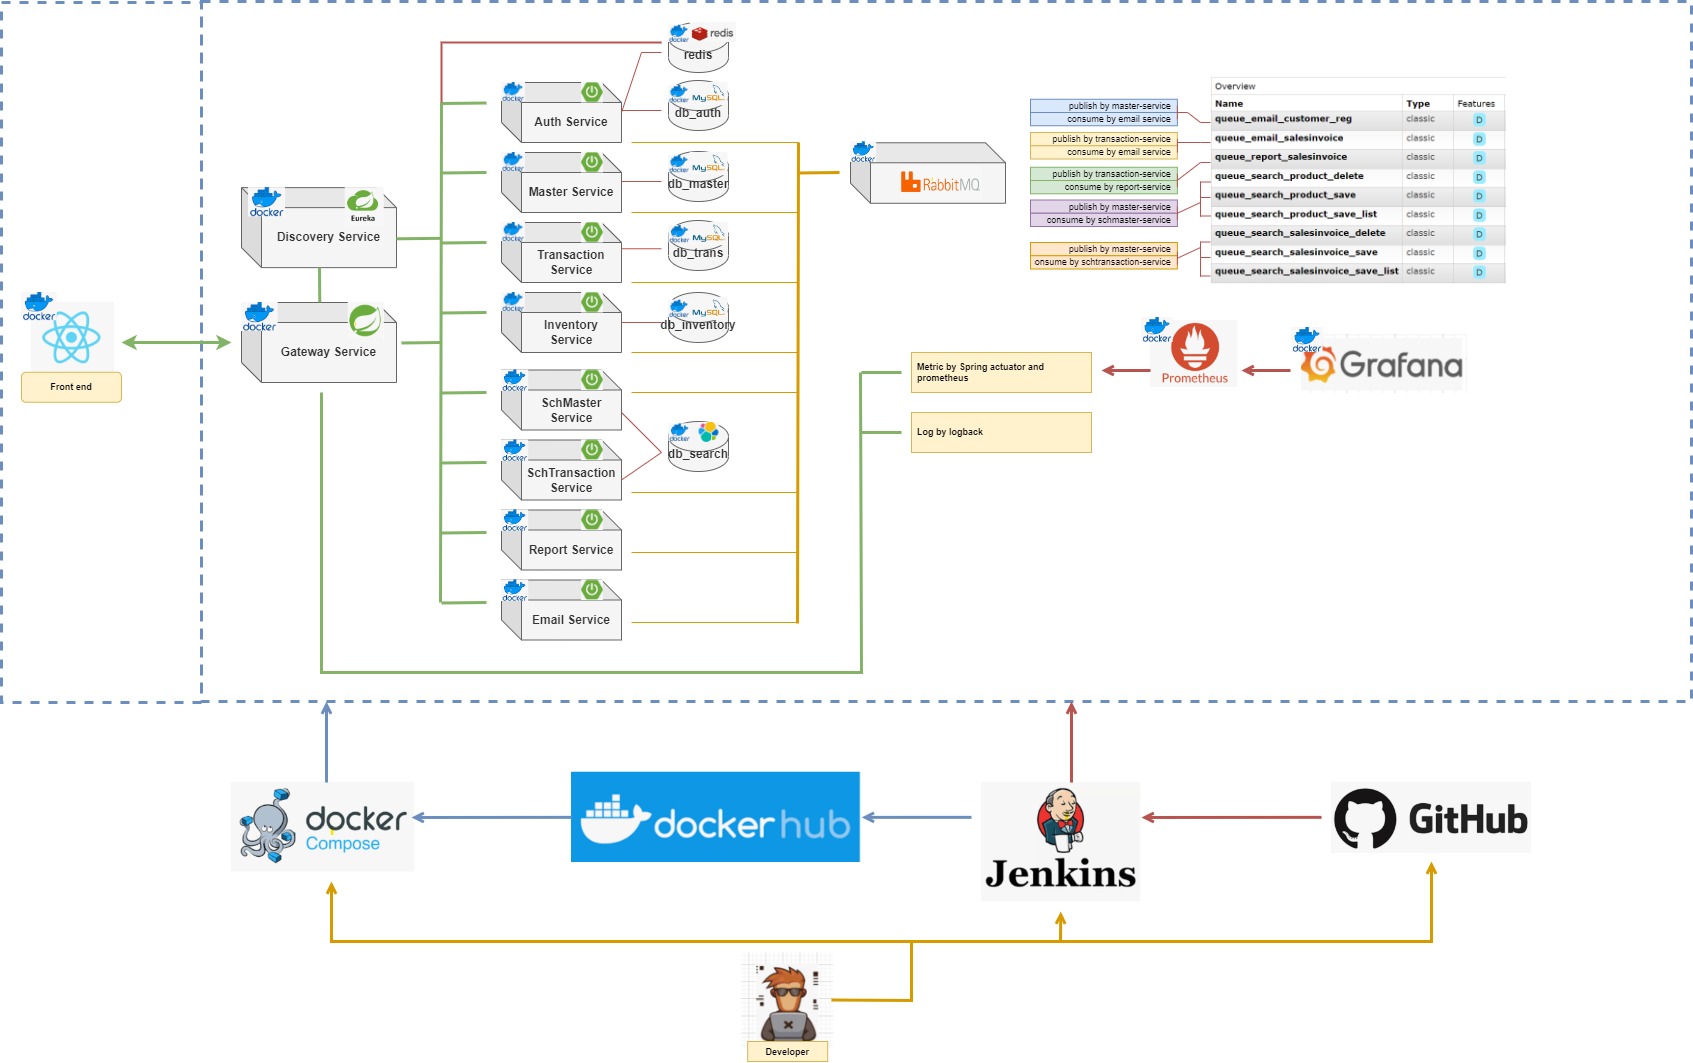 docker
redis
redis
docker
Auth Service
docker
MySQL
db_auth
docker
Master Service
docker
MySQL
db_master
docker
Transaction
Service
docker
MySQL
db_trans
docker
Inventory
Service
docker
MySQL
db_inventory
docker
SchMaster
Service
docker
SchTransaction
Service
docker
db_search
docker
Report Service
docker
Email Service
docker
Eureka
Discovery Service
docker
Gateway Service
docker
Front end
docker
RabbitMQ
publish by master-service
consume by email service
publish by transaction-service
consume by email service
publish by transaction-service
consume by report-service
publish by master-service
consume by schmaster-service
publish by master-service
onsume by schtransaction-service
Overview
Name Type Features
queue_email_customer_reg classic D
queue_email_salesinvoice classic D
queue_report_salesinvoice classic D
queue_search_product_delete classic D
queue_search_product_save classic D
queue_search_product_save_list classic D
queue_search_salesinvoice_delete classic D
queue_search_salesinvoice_save classic D
queue_search_salesinvoice_save_list classic D
Metric by Spring actuator and
prometheus
Log by logback
docker
Prometheus
docker
Grafana
docker
Compose
docker hub
Jenkins
GitHub
Developer